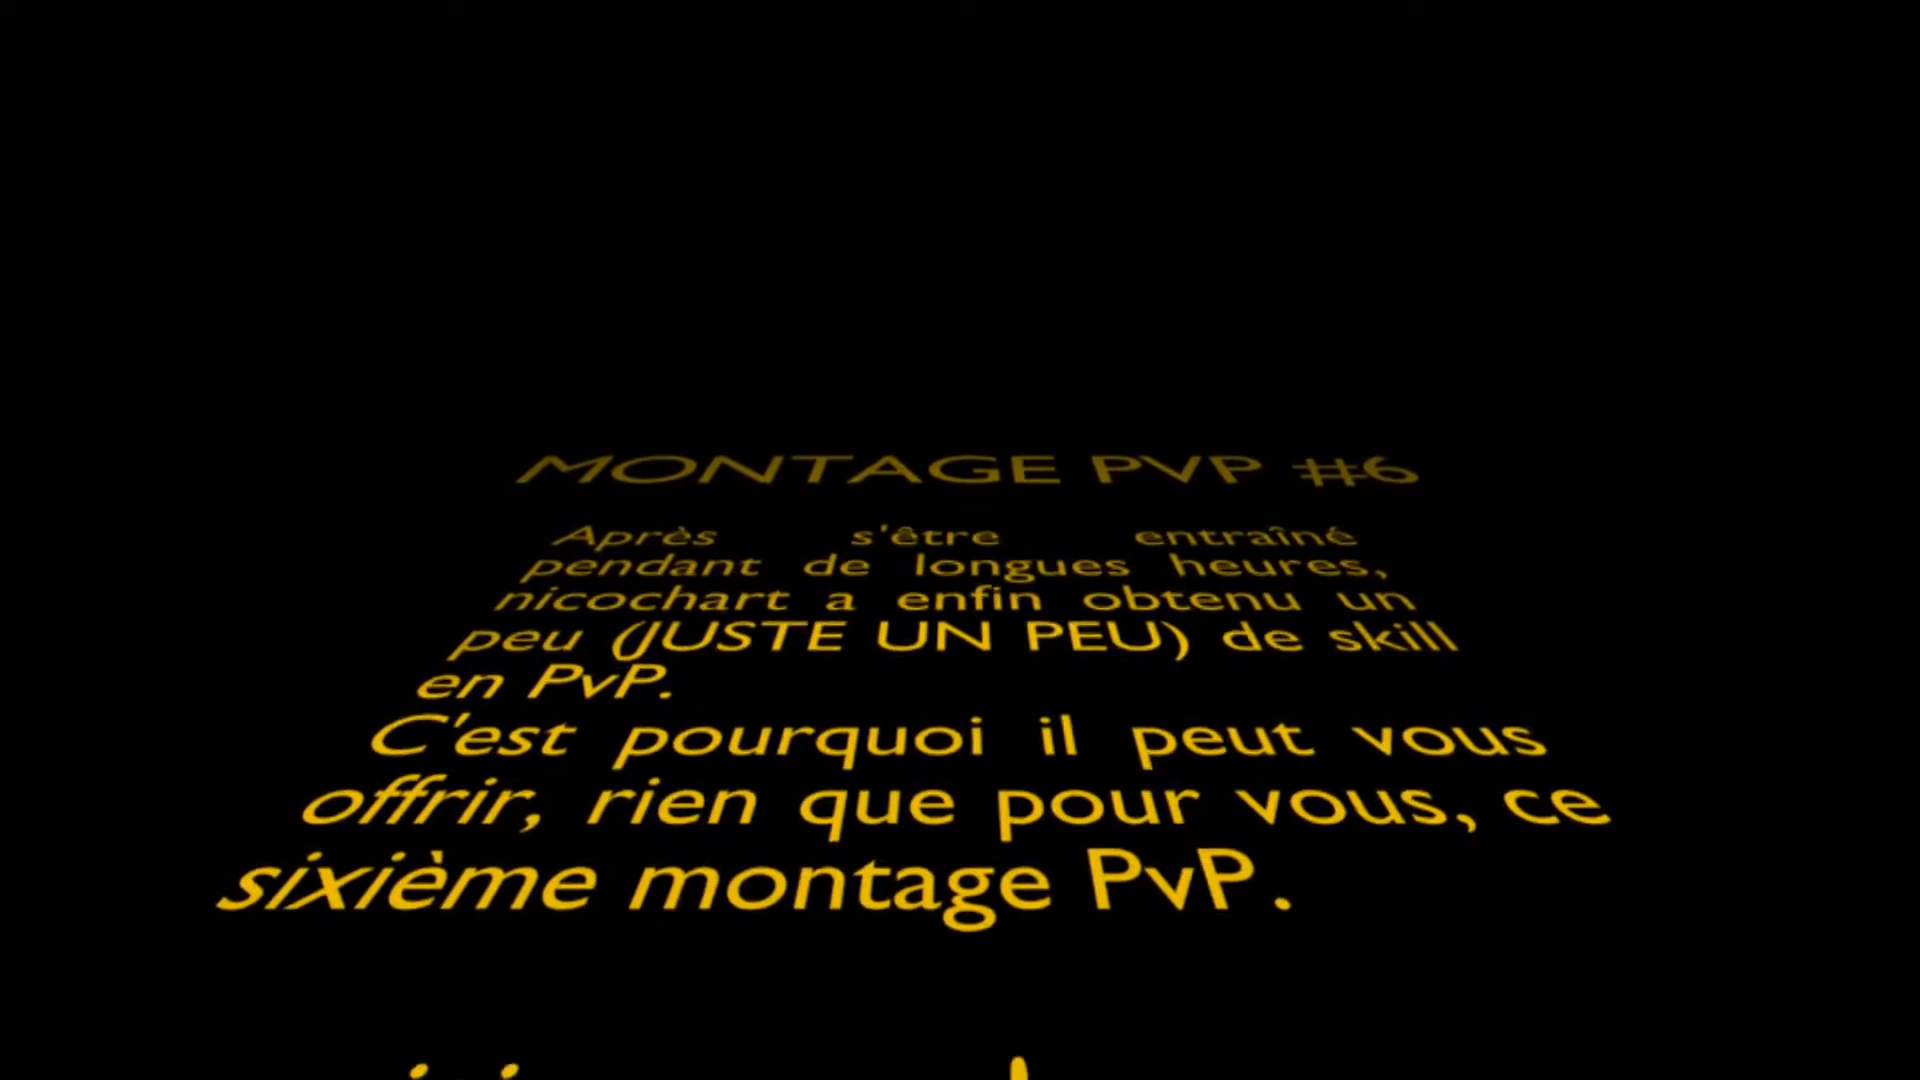 MONTAGE PVP #6
Après s'être entraîné
pendant de longues heures,
nicochart a enfin obtenu un
peu (JUSTE UN PEU) de skill
en PvP.
C'est pourquoi il peut vous
offrir, rien que pour vous, ce
sixième montage PvP.